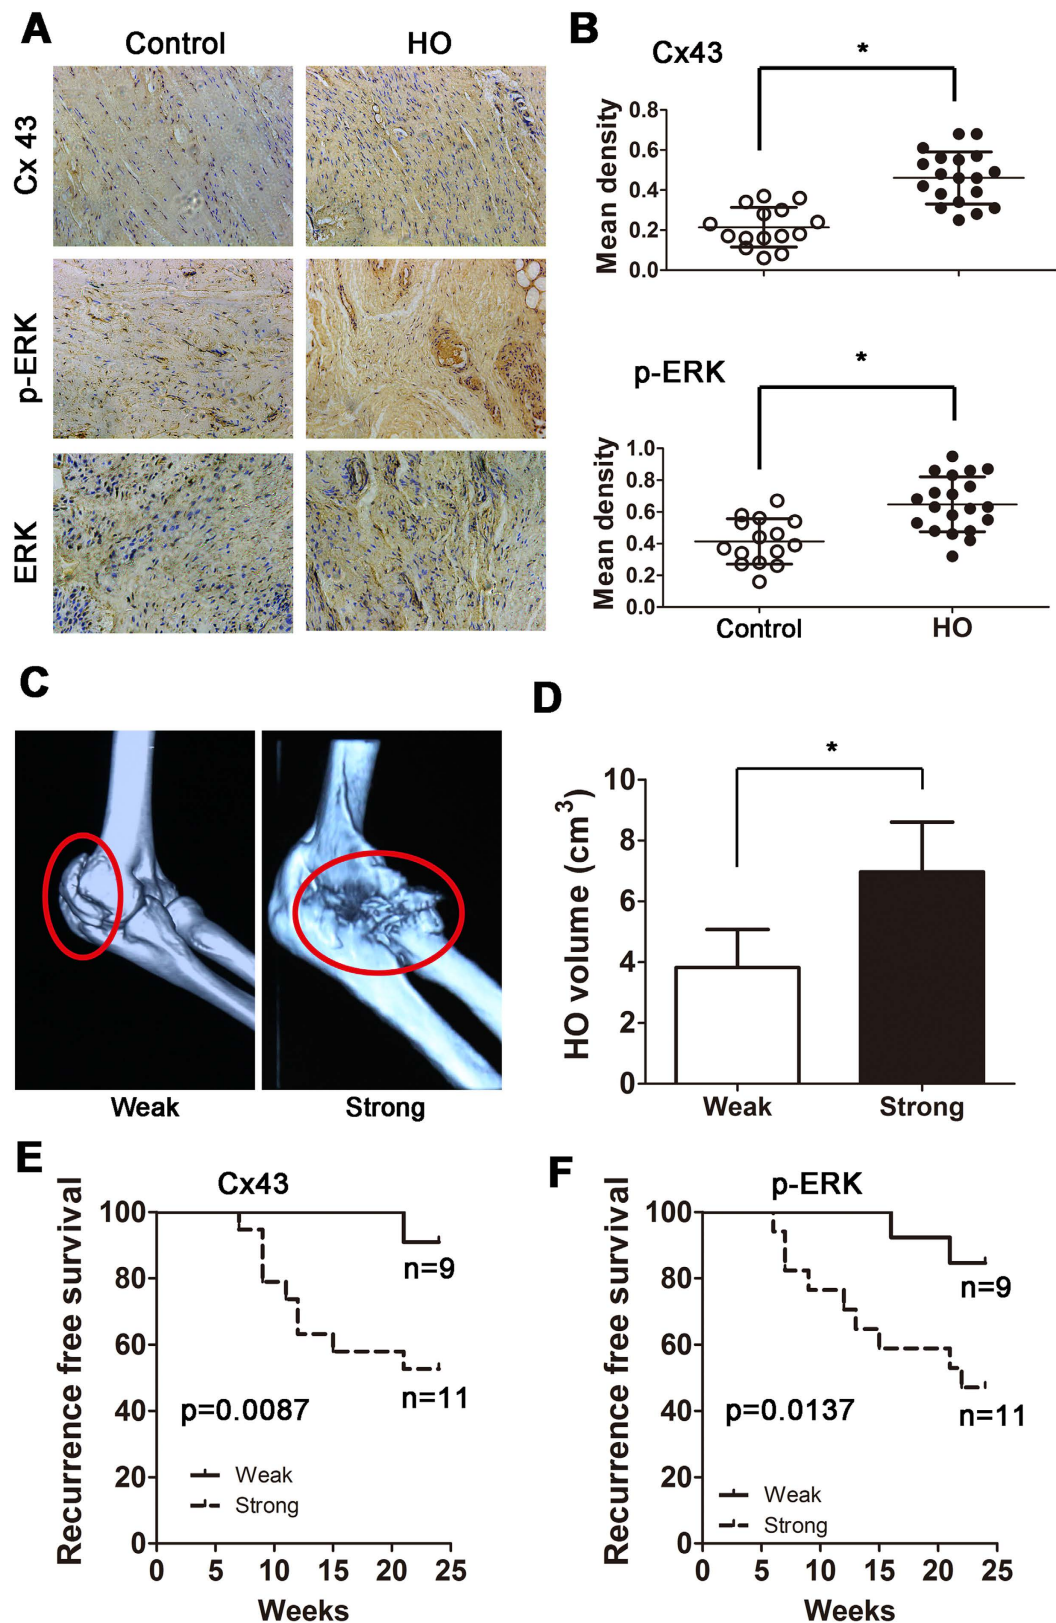 A
Control HO
Cx 43
p-ERK
ERK
B
Cx43
*
Mean density
0.8
0.6
0.4
0.2
0.0
p-ERK
*
Mean density
1.0
0.8
0.6
0.4
0.2
0.0
Control HO
C
Weak Strong
D
*
HO volume (cm³)
10
8
6
4
2
0
Weak Strong
E
Cx43
Recurrence free survival
100
80
60
40
20
0
n=9
n=11
p=0.0087
Weak
Strong
0 5 10 15 20 25
Weeks
F
p-ERK
Recurrence free survival
100
80
60
40
20
0
n=9
n=11
p=0.0137
Weak
Strong
0 5 10 15 20 25
Weeks